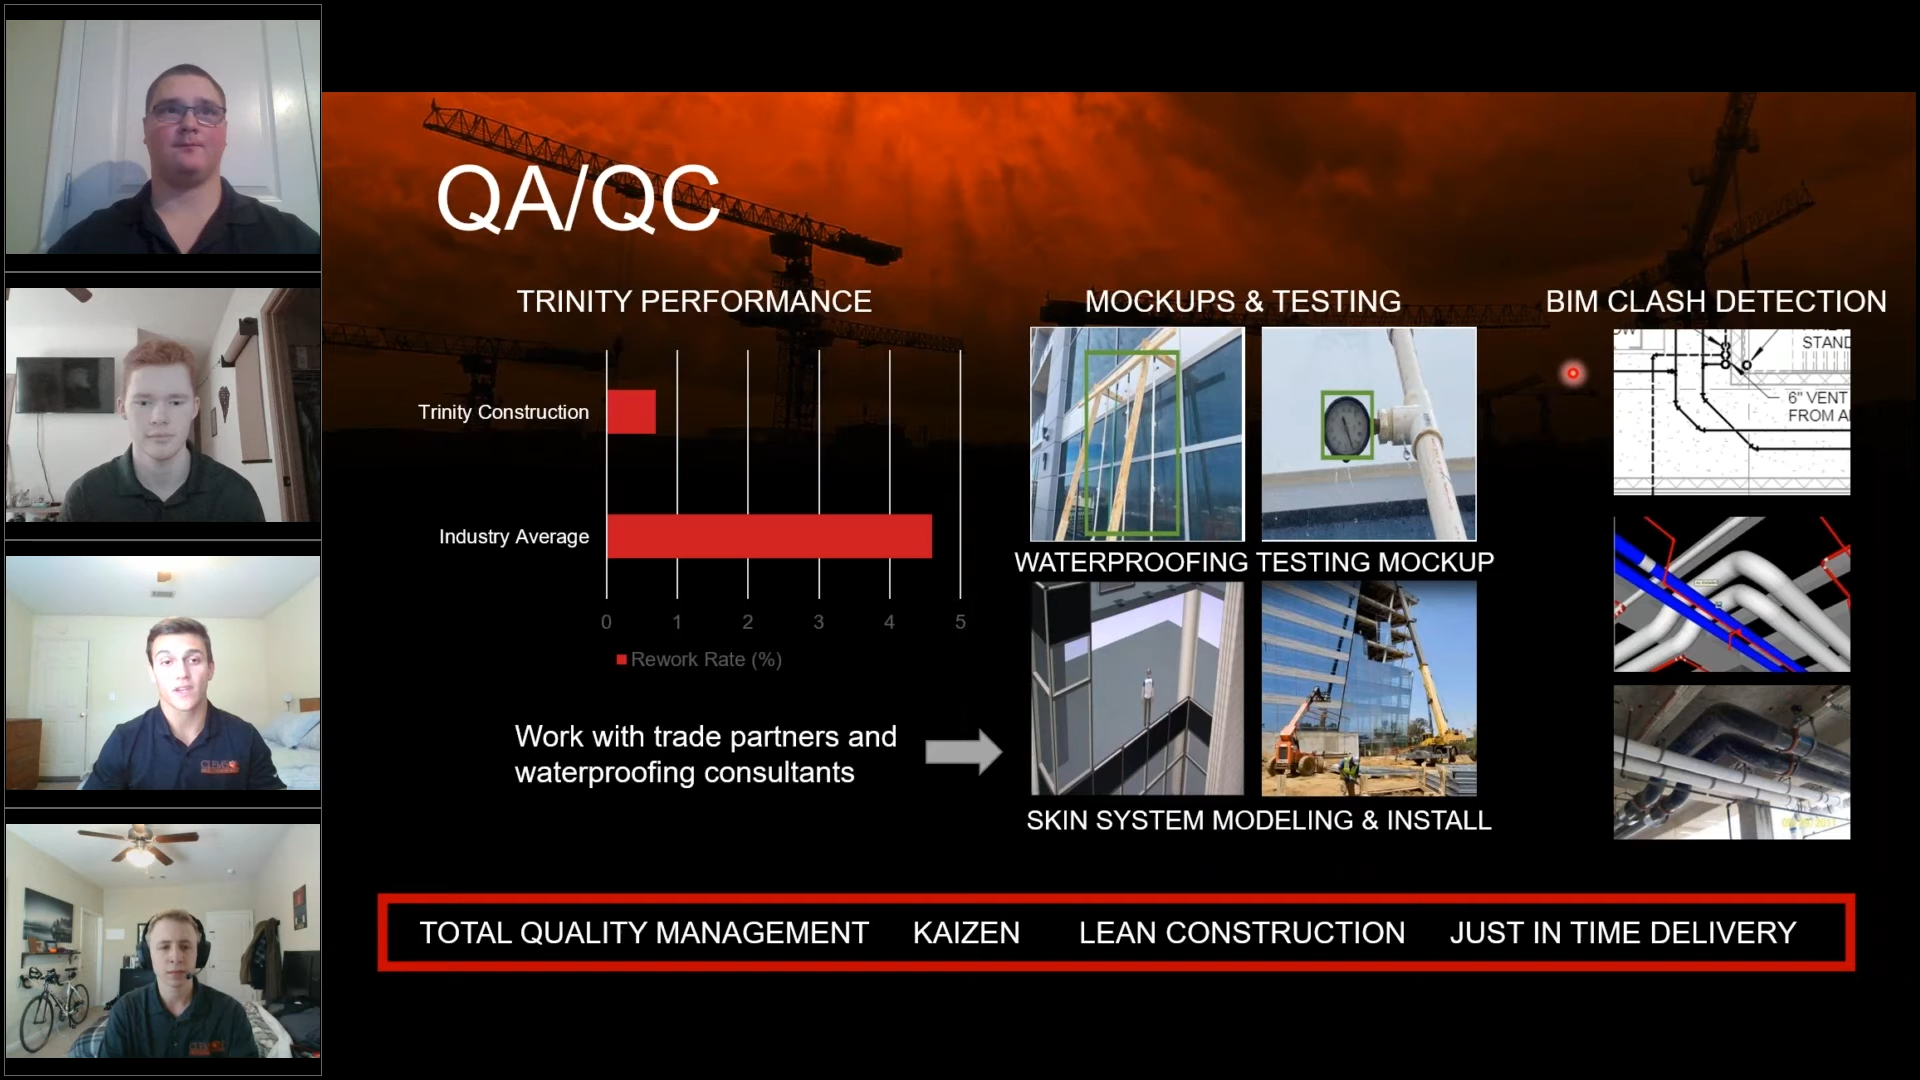 QA/QC
TRINITY PERFORMANCE
Trinity Construction
Industry Average
0 1 2 3 4 5
Rework Rate (%)
Work with trade partners and
waterproofing consultants
MOCKUPS & TESTING
WATERPROOFING TESTING MOCKUP
SKIN SYSTEM MODELING & INSTALL
BIM CLASH DETECTION
STAND
6" VENT
FROM A
TOTAL QUALITY MANAGEMENT KAIZEN LEAN CONSTRUCTION JUST IN TIME DELIVERY